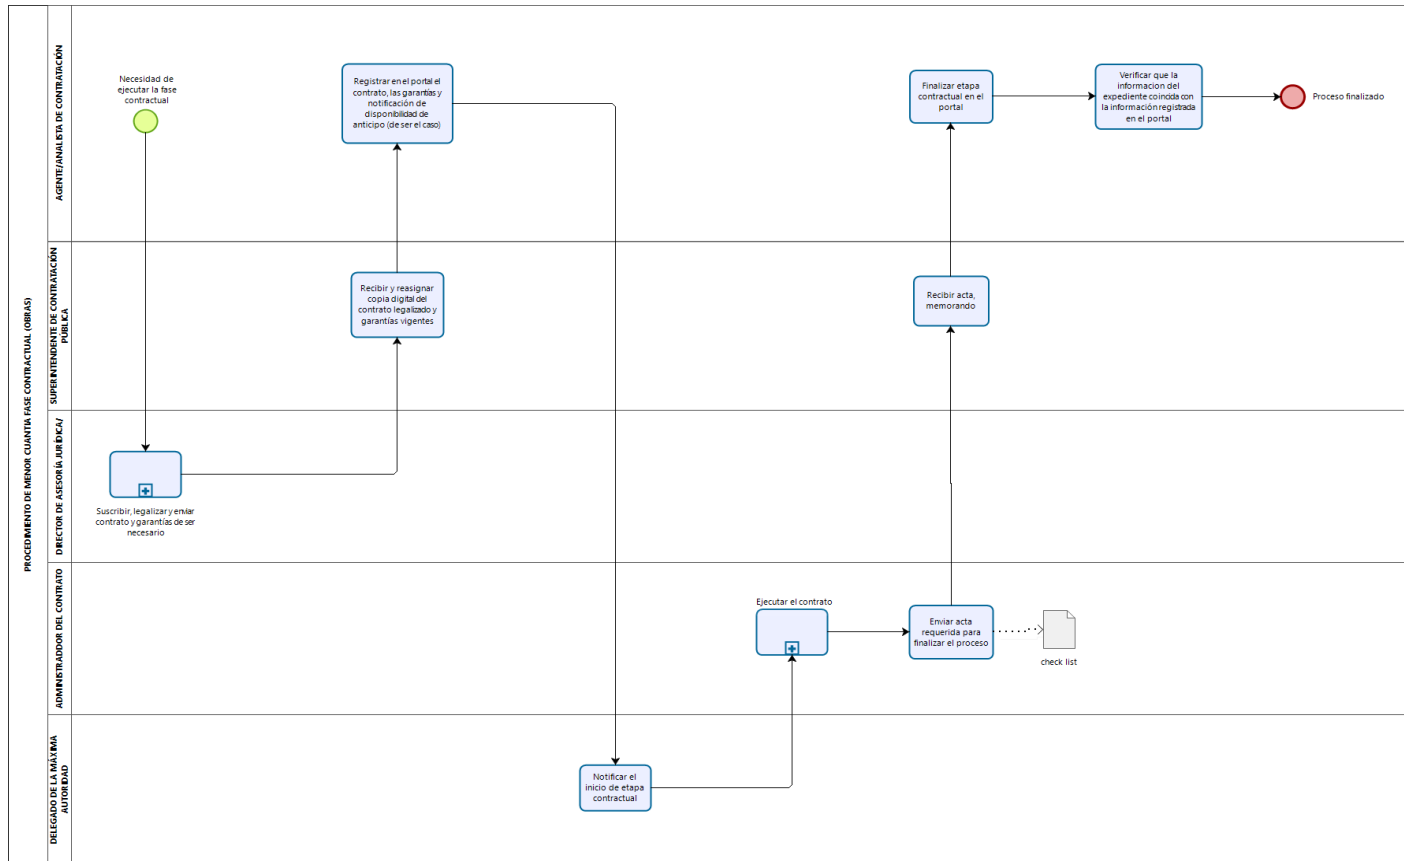 PROCEDIMIENTO DE MENOR CUANTIA FASE CONTRACTUAL (OBRAS)
AGENTE/ANALISTA DE CONTRATACIÓN
Necesidad de
ejecutar la fase
contractual
Registrar en el portal el
contrato, las garantías y
notificación de
disponibilidad de
anticipo (de ser el caso)
Finalizar etapa
contractual en el
portal
Verificar que la
informacion del
expediente coincida con
la información registrada
en el portal
Proceso finalizado
SUPERINTENDENTE DE CONTRATACIÓN
PÚBLICA
Recibir y reasignar
copia digital del
contrato legalizado y
garantías vigentes
Recibir acta,
memorando
DIRECTOR DE ASESORÍA JURÍDICA/
Suscribir, legalizar y enviar
contrato y garantías de ser
necesario
ADMINISTRADDOR DEL CONTRATO
Ejecutar el contrato
Enviar acta
requerida para
finalizar el proceso
check list
DELEGADO DE LA MÁXIMA
AUTORIDAD
Notificar el
inicio de etapa
contractual